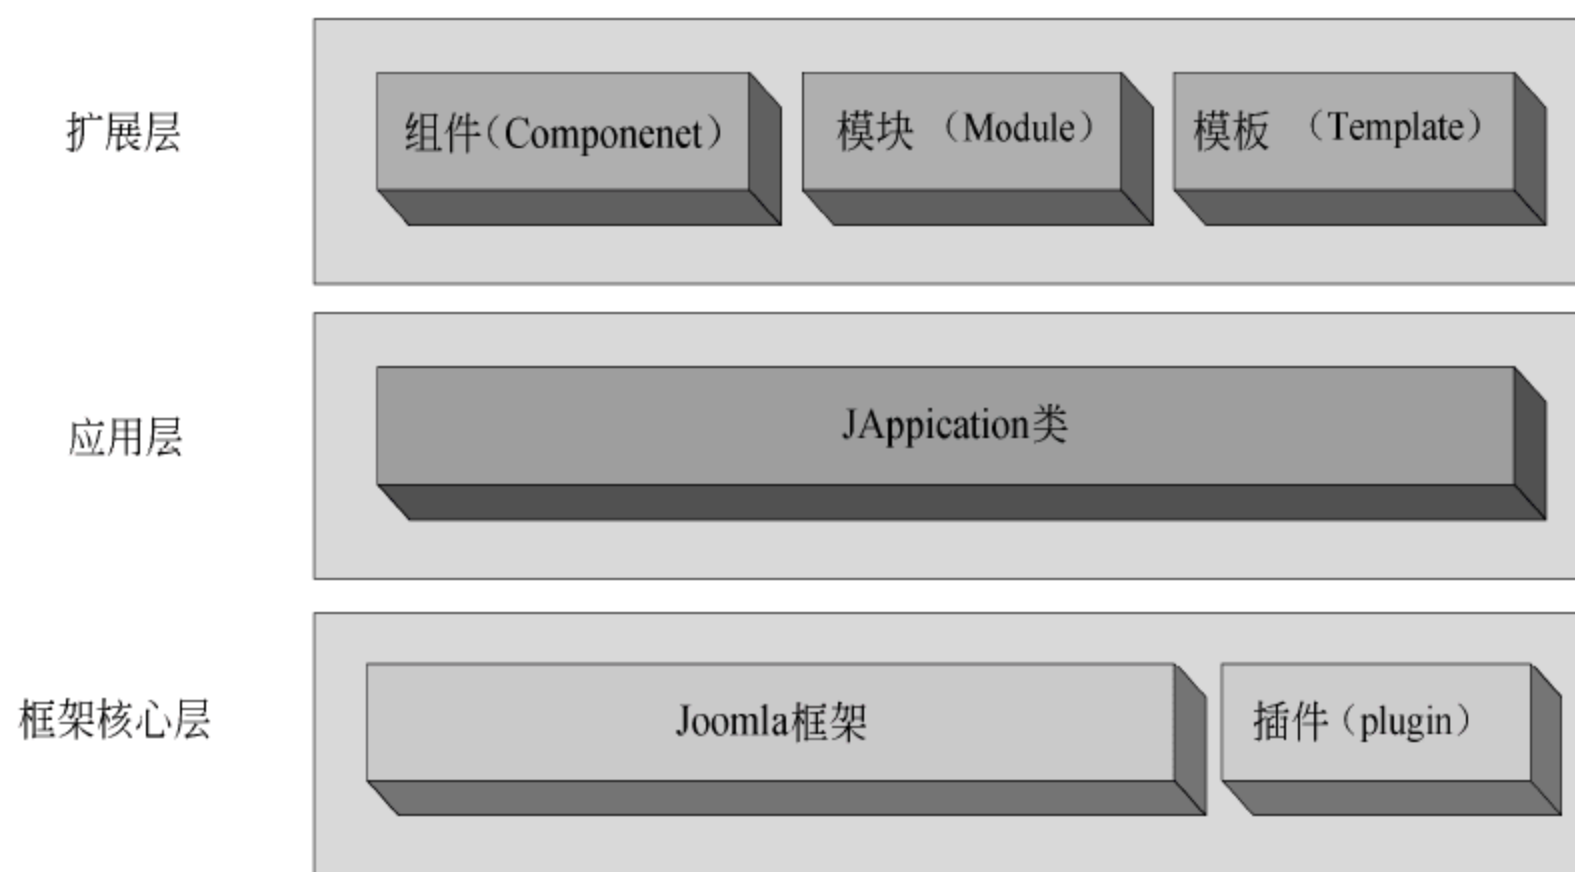 扩展层
组件（Componenet）
模块 （Module）
模板 （Template）
应用层
JAppication类
框架核心层
Joomla框架
插件（plugin）